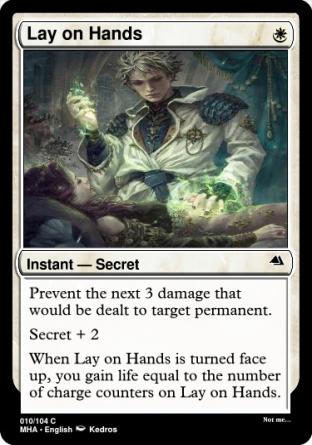 Lay on Hands
Instant — Secret
Prevent the next 3 damage that
would be dealt to target permanent.
Secret + 2
When Lay on Hands is turned face
up, you gain life equal to the number
of charge counters on Lay on Hands.
010/104 C
Not me...
MHA • English Kedros